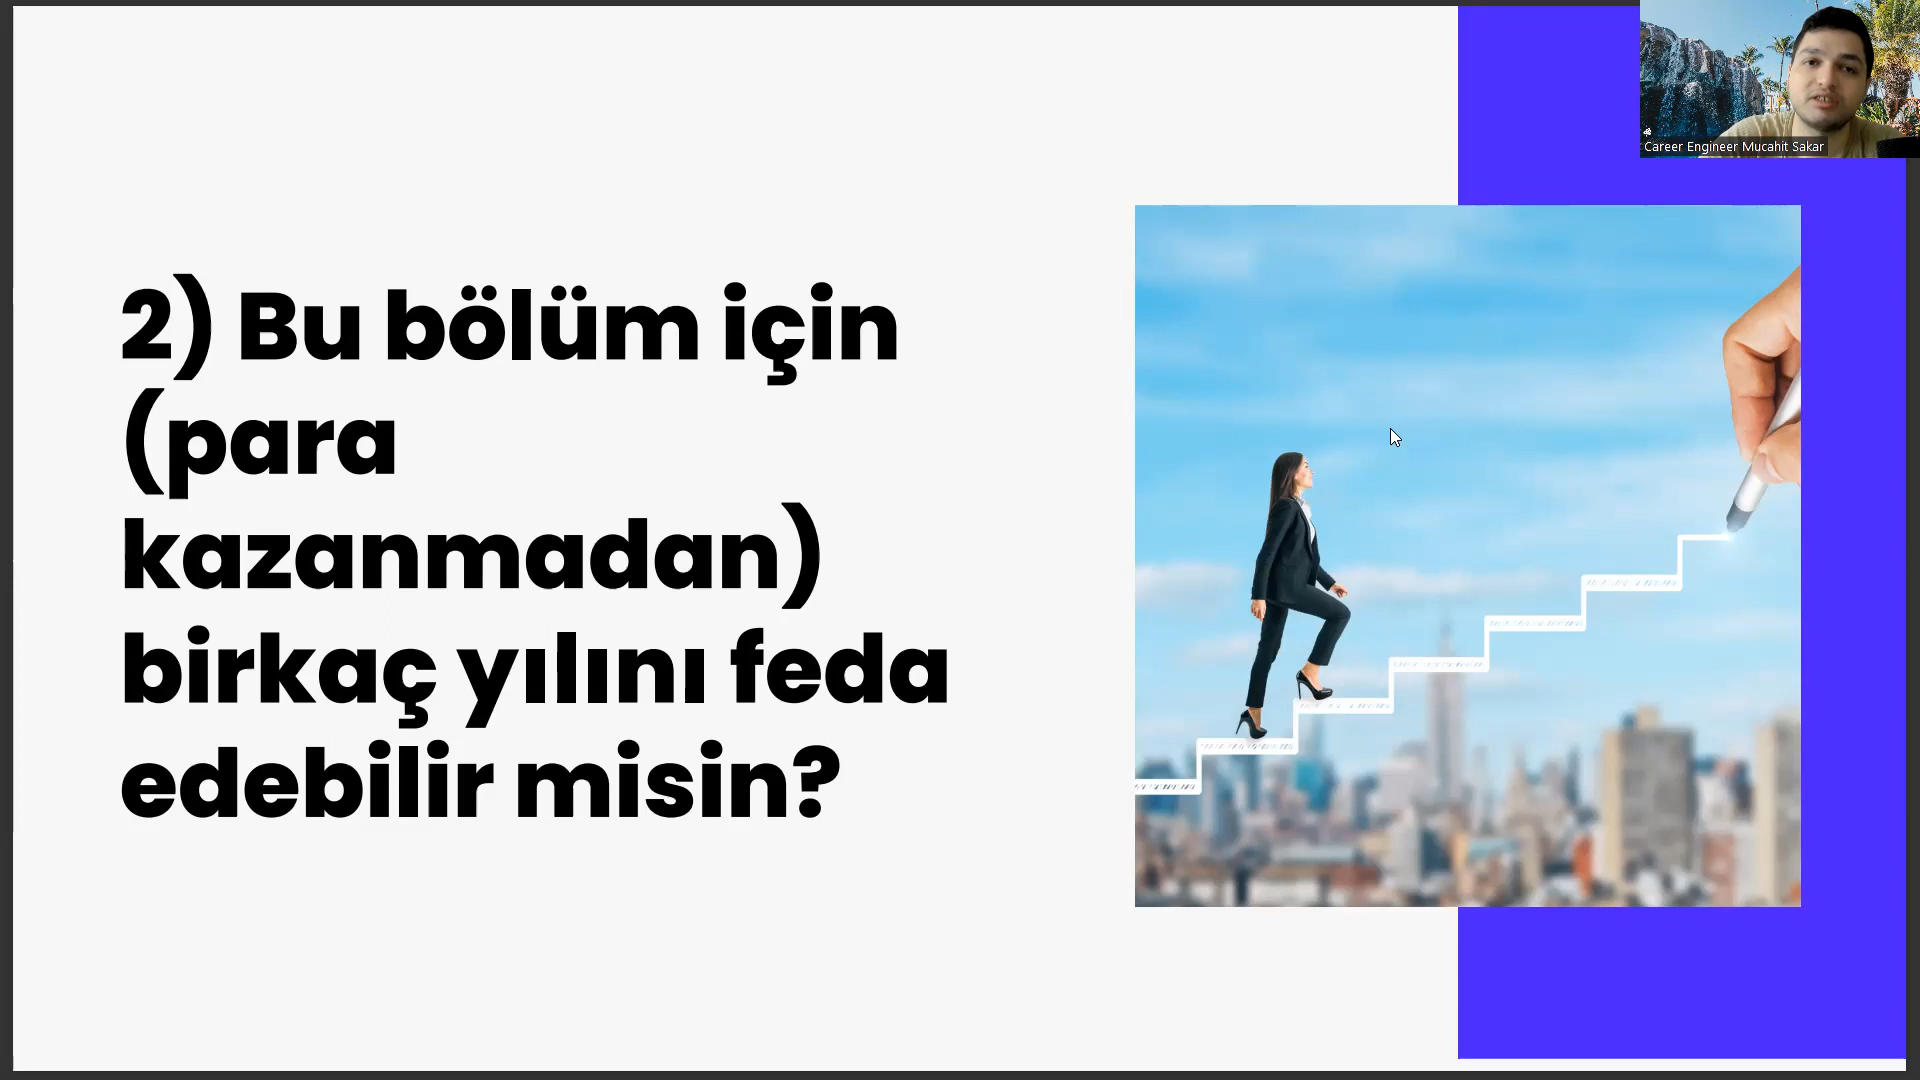 Career Engineer Mucahit Sakar
2) Bu bölüm için
(para
kazanmadan)
birkaç yılını feda
edebilir misin?